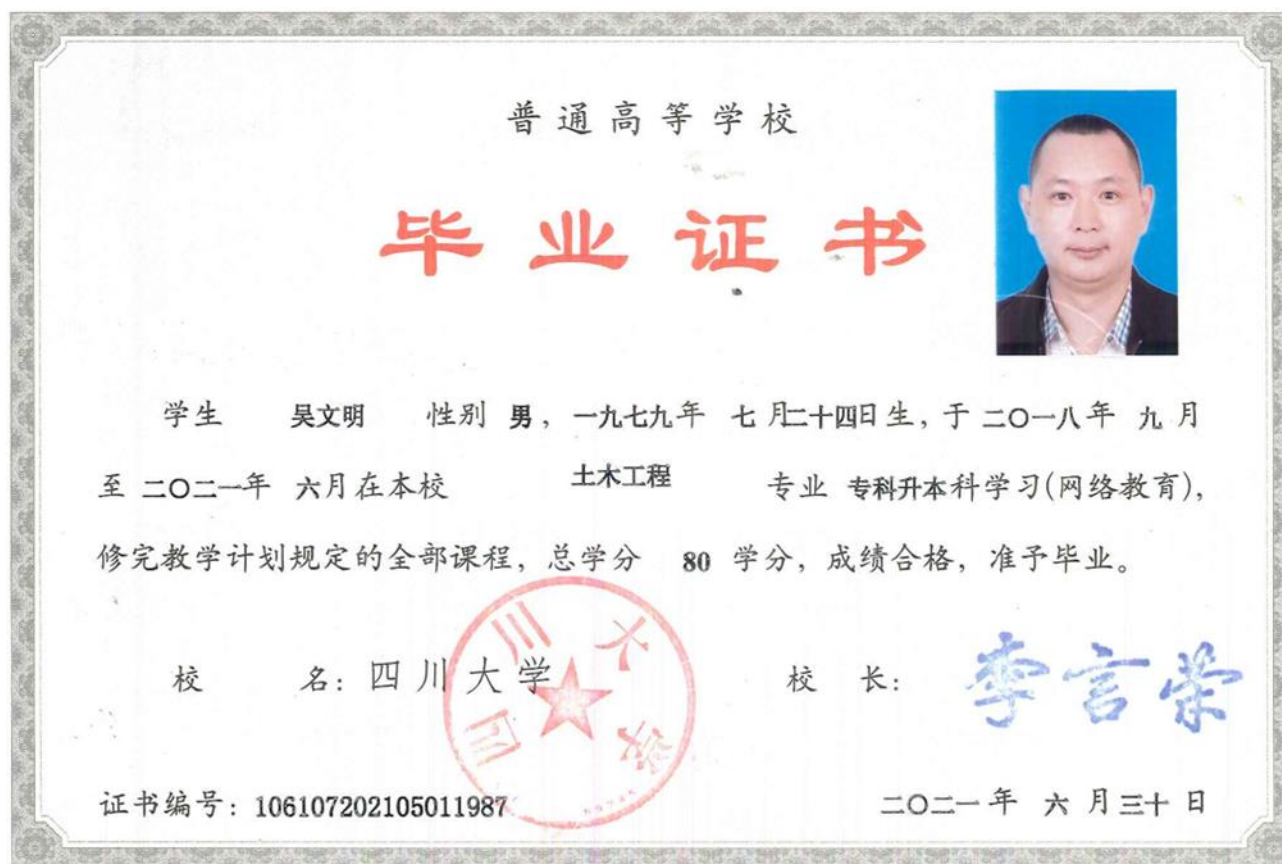 普通高等学校
毕业证书
学生 吴文明 性别 男，一九七九年 七月二十四日生，于二〇一八年 九月
至二〇二一年 六月在本校 土木工程 专业 专科升本科学习(网络教育)，
修完教学计划规定的全部课程，总学分 80 学分，成绩合格，准予毕业。
校 名：四川大学 校 长：李言荣
四川大学
证书编号：106107202105011987 二〇二一年 六月三十日